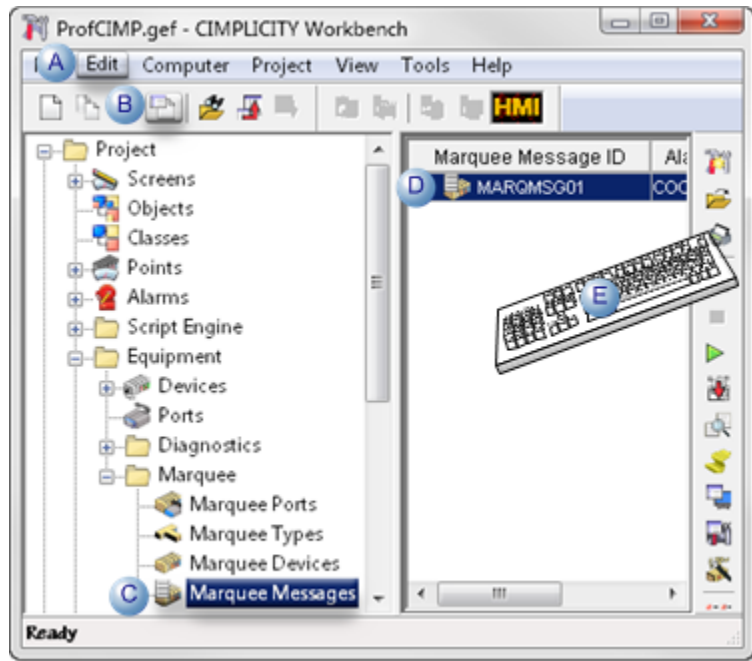 ProfCIMP.gef - CIMPLICITY Workbench
A Edit Computer Project View Tools Help
B HMI
Project
Screens
Objects
Classes
Points
Alarms
Script Engine
Equipment
Devices
Ports
Diagnostics
Marquee
Marquee Ports
Marquee Types
Marquee Devices
C Marquee Messages
Marquee Message ID
D MARQMSG01
E
Ready